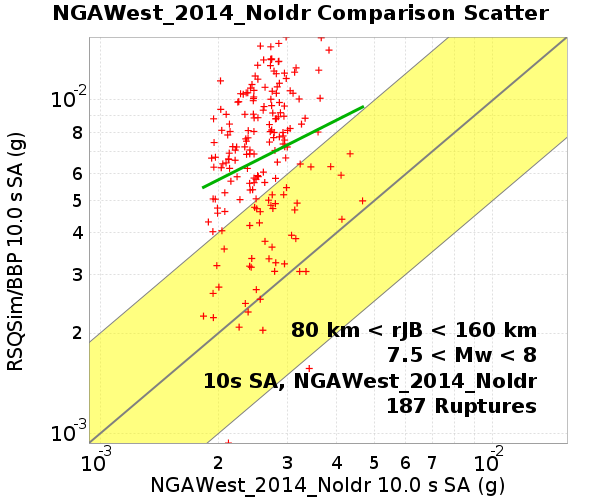 NGAWest_2014_NoIdr Comparison Scatter
RSQSim/BBP 10.0 s SA (g)
10-2
8
6
5
4
3
2
10-3
80 km < rJB < 160 km
7.5 < Mw < 8
10s SA, NGAWest_2014_NoIdr
187 Ruptures
10-3 2 3 4 5 6 7 8 10-2
NGAWest_2014_NoIdr 10.0 s SA (g)